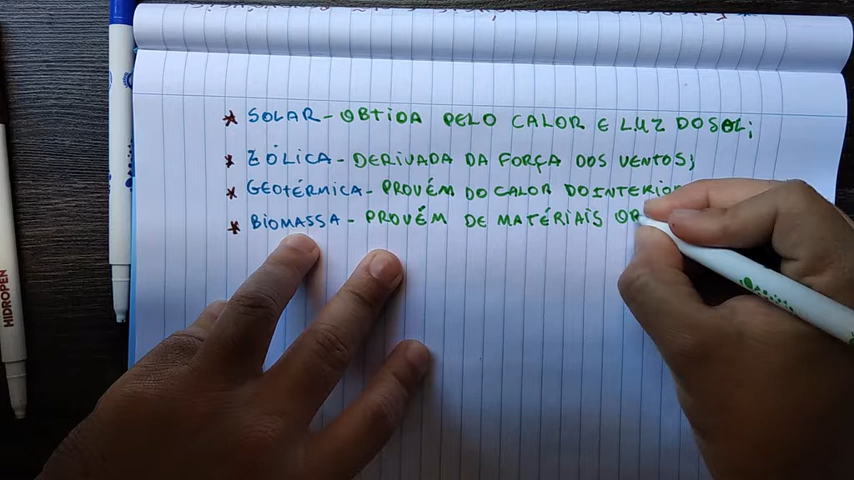 * SOLAR - OBTIDA PELO CALOR E LUZ DO SOL;
* EÓLICA - DERIVADA DA FORÇA DOS VENTOS;
* GEOTÉRMICA - PROVÉM DO CALOR DO INTERIOR
* BIOMASSA - PROVÉM DE MATÉRIAIS OR
HIDROPEN